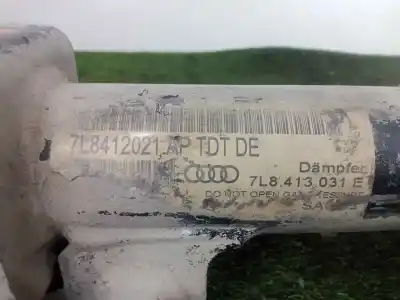 7L8412021 AP TDT DE
Dämpfer
7L8.413.031 E
DO NOT OPEN